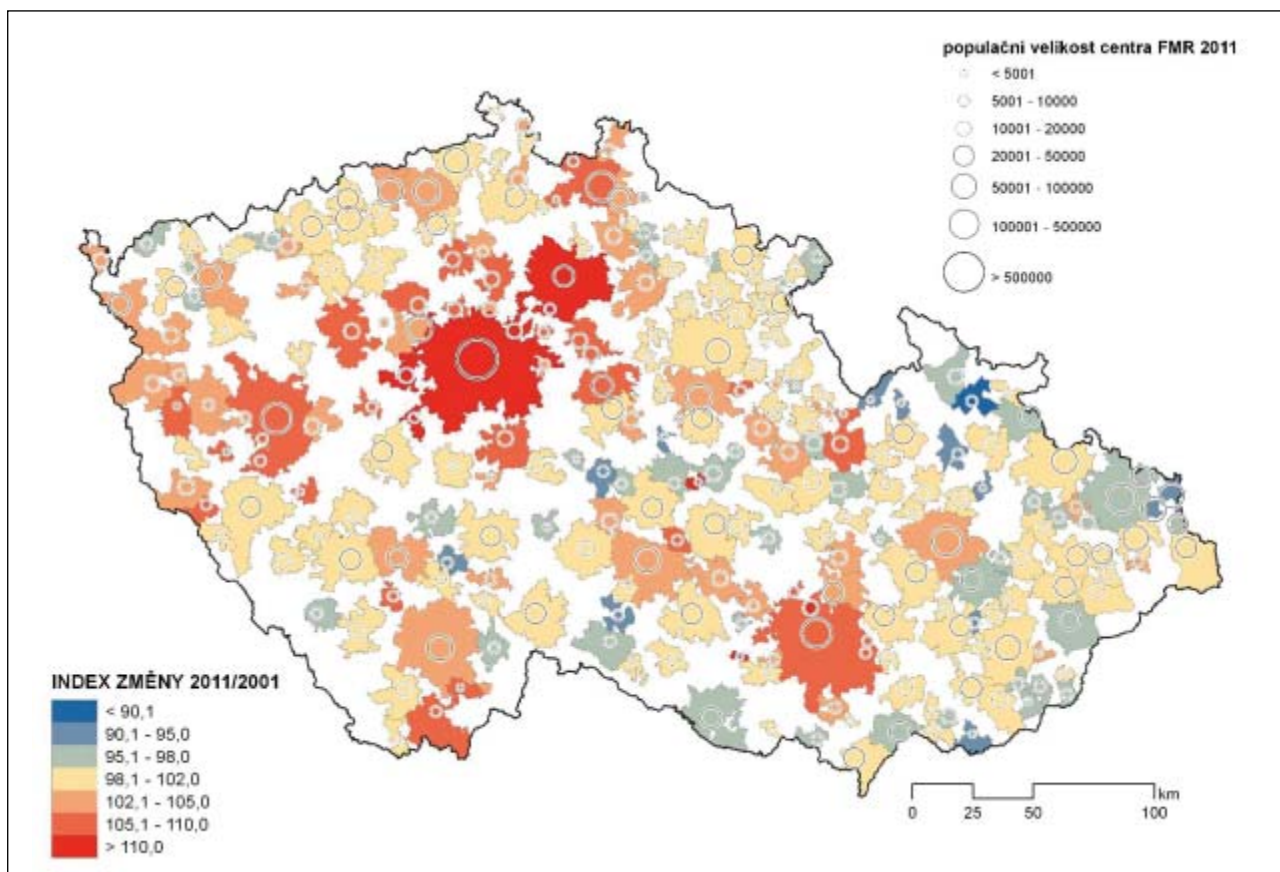 populační velikost centra FMR 2011
< 5001
5001 - 10000
10001 - 20000
20001 - 50000
50001 - 100000
100001 - 500000
> 500000
INDEX ZMĚNY 2011/2001
< 90,1
90,1 - 95,0
95,1 - 98,0
98,1 - 102,0
102,1 - 105,0
105,1 - 110,0
> 110,0
km
0 25 50 100